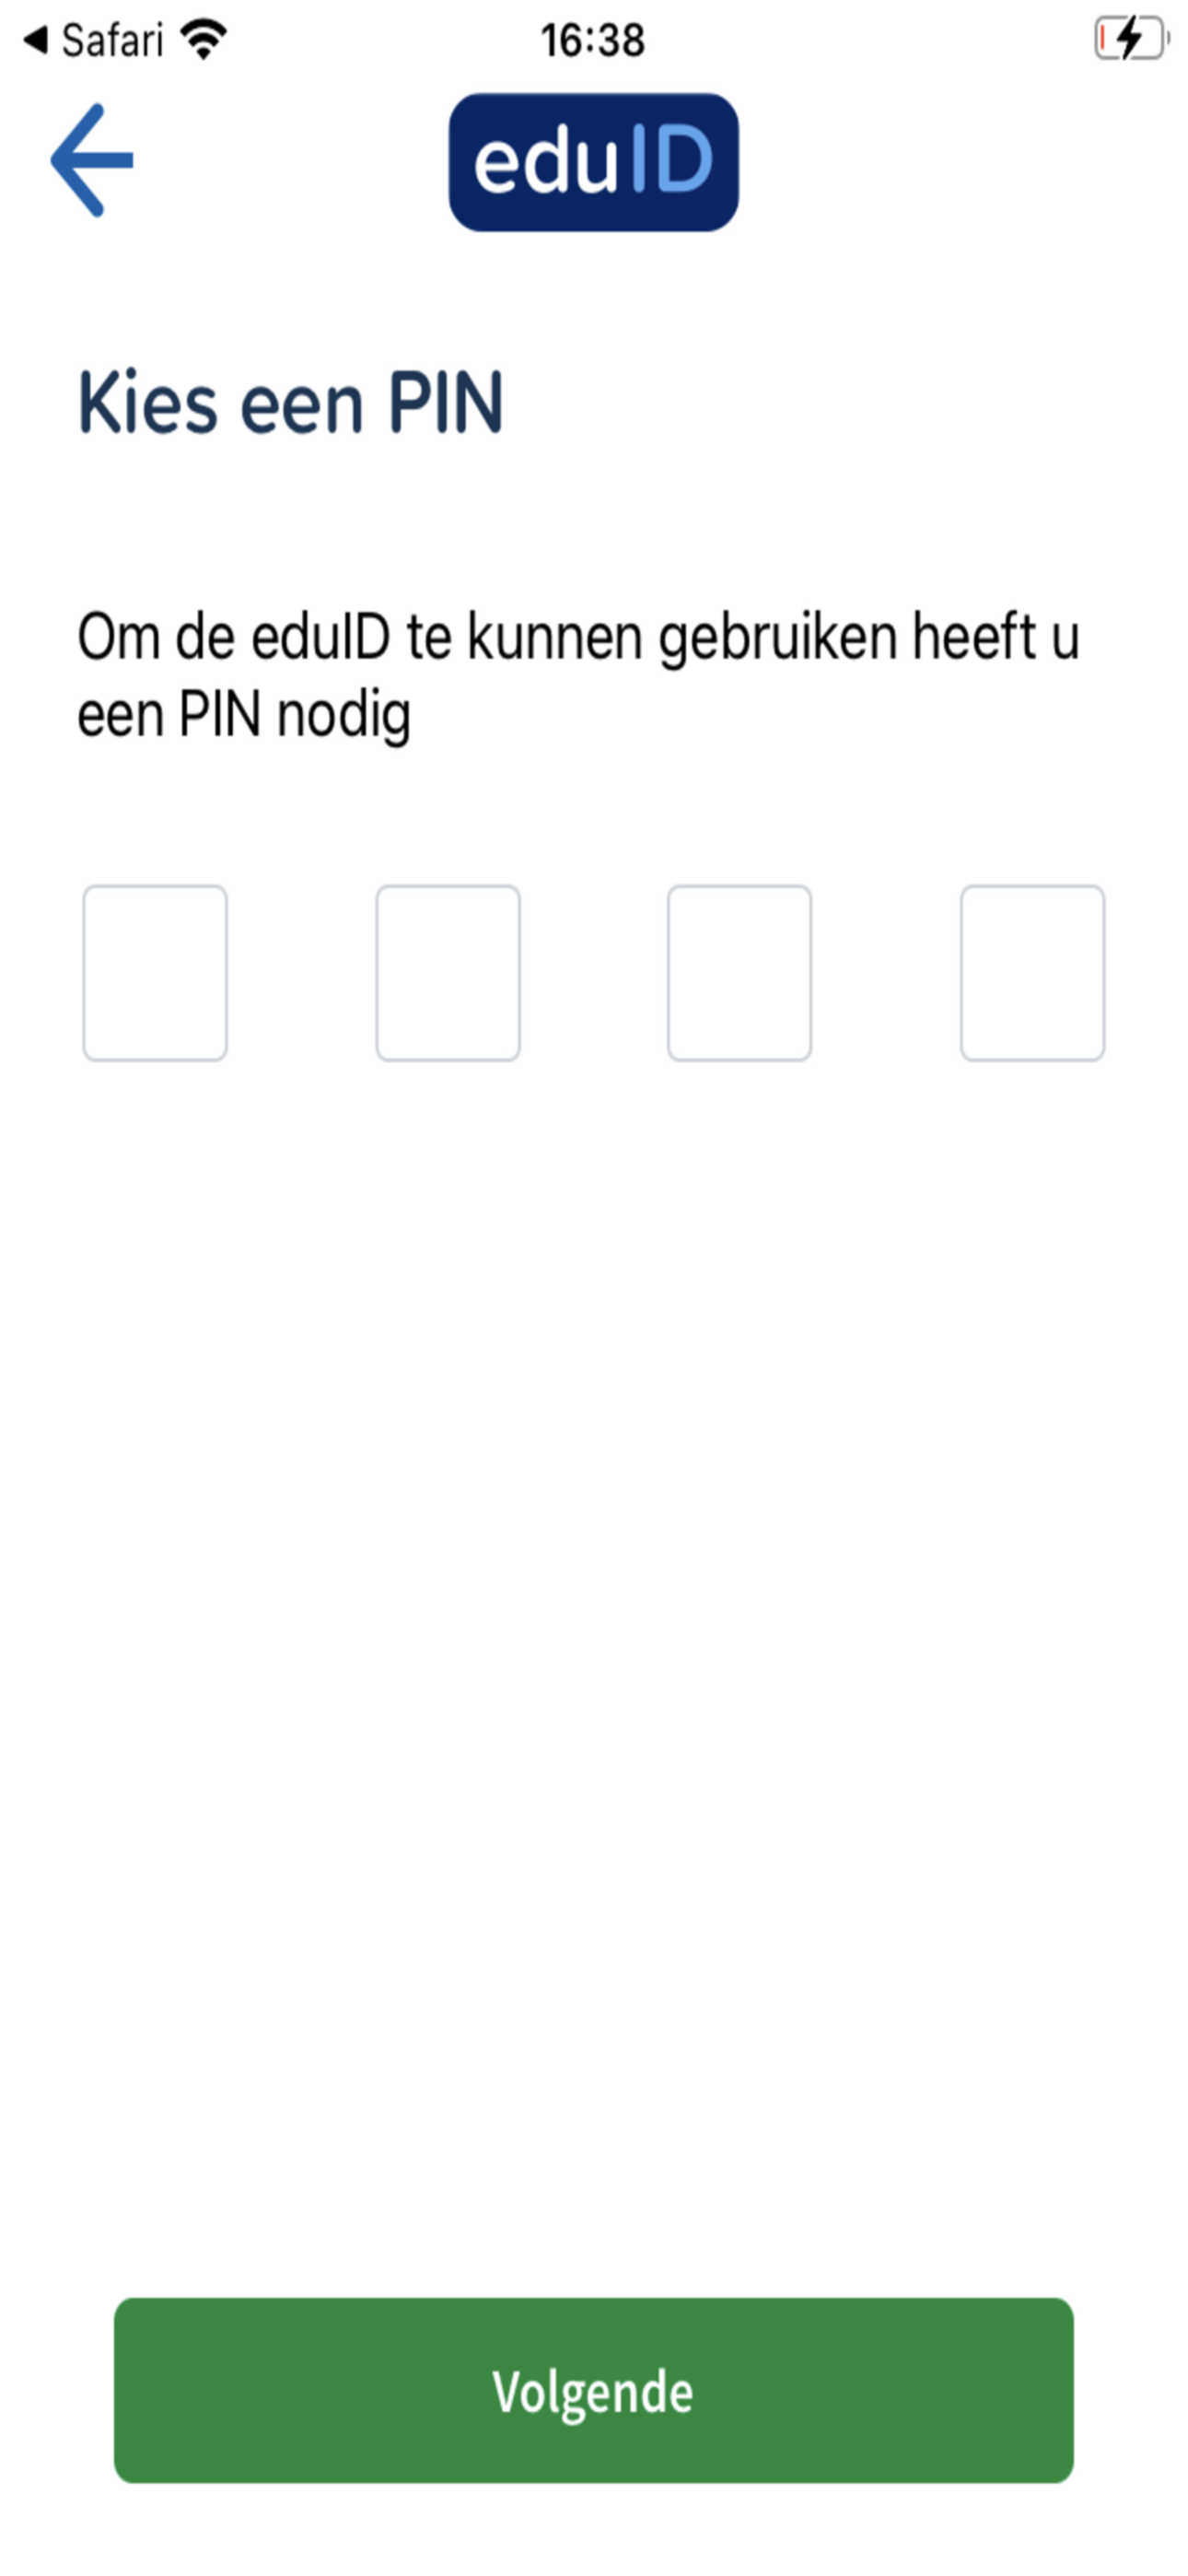 Safari
16:38
eduID
Kies een PIN
Om de eduID te kunnen gebruiken heeft u
een PIN nodig
Volgende